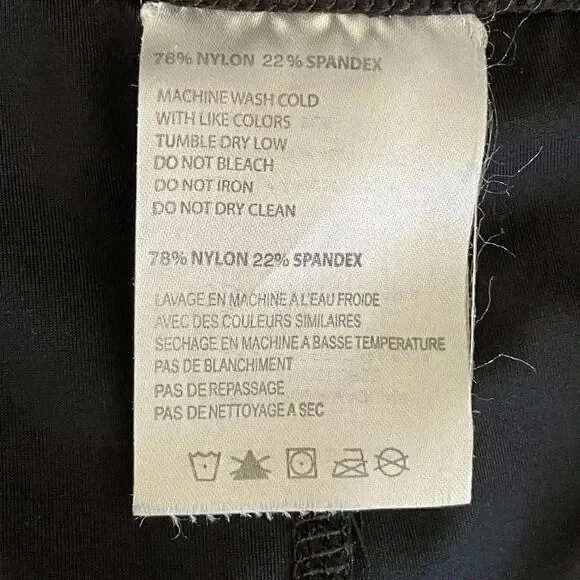 78% NYLON 22% SPANDEX
MACHINE WASH COLD
WITH LIKE COLORS
TUMBLE DRY LOW
DO NOT BLEACH
DO NOT IRON
DO NOT DRY CLEAN
78% NYLON 22% SPANDEX
LAVAGE EN MACHINE A L'EAU FROIDE
AVEC DES COULEURS SIMILAIRES
SECHAGE EN MACHINE A BASSE TEMPERATURE
PAS DE BLANCHIMENT
PAS DE REPASSAGE
PAS DE NETTOYAGE A SEC